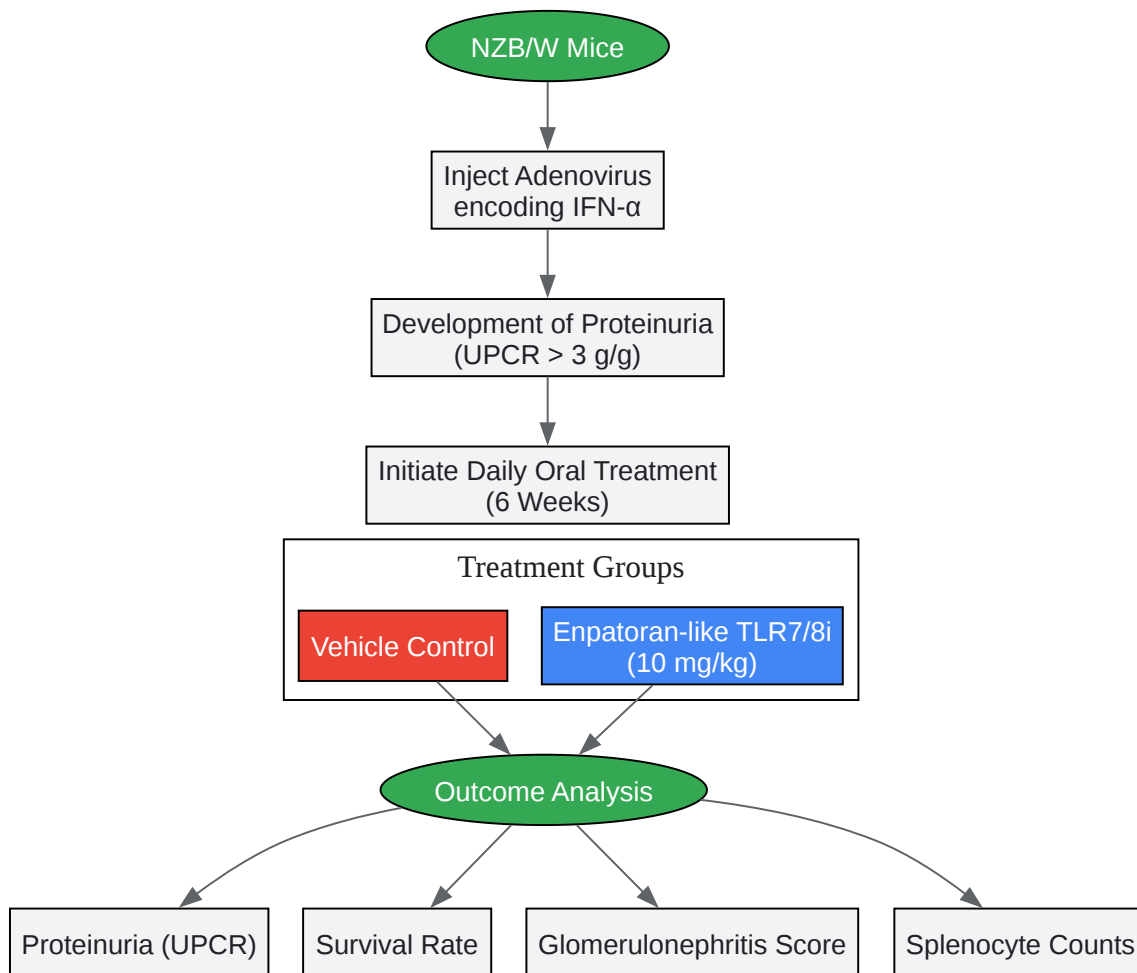 NZB/W Mice
Inject Adenovirus
encoding IFN-α
Development of Proteinuria
(UPCR > 3 g/g)
Initiate Daily Oral Treatment
(6 Weeks)
Treatment Groups
Vehicle Control
Enpatoran-like TLR7/8i
(10 mg/kg)
Outcome Analysis
Proteinuria (UPCR)
Survival Rate
Glomerulonephritis Score
Splenocyte Counts